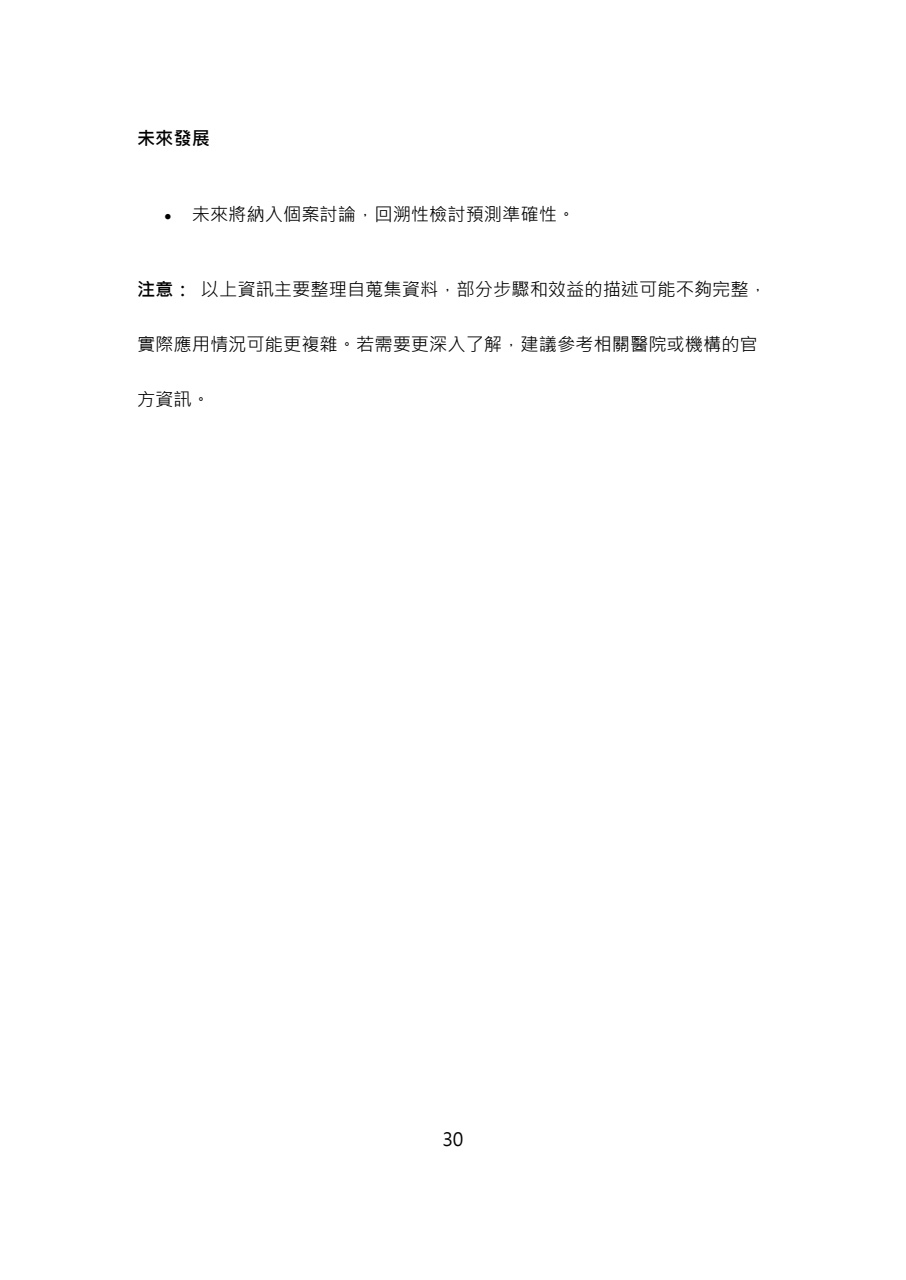 未來發展
● 未來將納入個案討論，回溯性檢討預測準確性。
注意： 以上資訊主要整理自蒐集資料，部分步驟和效益的描述可能不夠完整，
實際應用情況可能更複雜。若需要更深入了解，建議參考相關醫院或機構的官
方資訊。
30